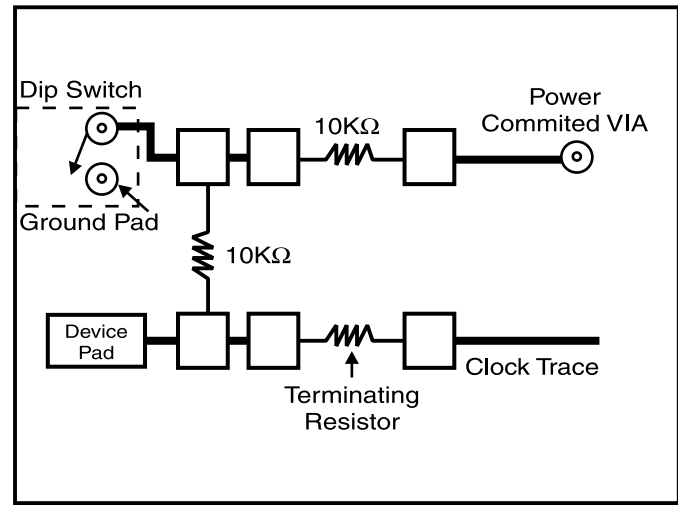 Dip Switch
Power
Commited VIA
10KΩ
Ground Pad
10KΩ
Device
Pad
Clock Trace
Terminating
Resistor